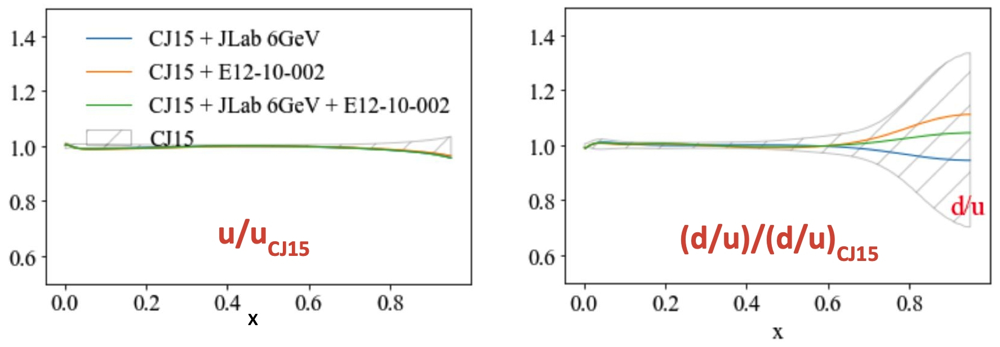 1.4
1.2
1.0
0.8
0.6
CJ15 + JLab 6GeV
CJ15 + E12-10-002
CJ15 + JLab 6GeV + E12-10-002
CJ15
u/uCJ15
0.0 0.2 0.4 0.6 0.8
x
1.4
1.2
1.0
0.8
0.6
d/u
(d/u)/(d/u)CJ15
0.0 0.2 0.4 0.6 0.8
x